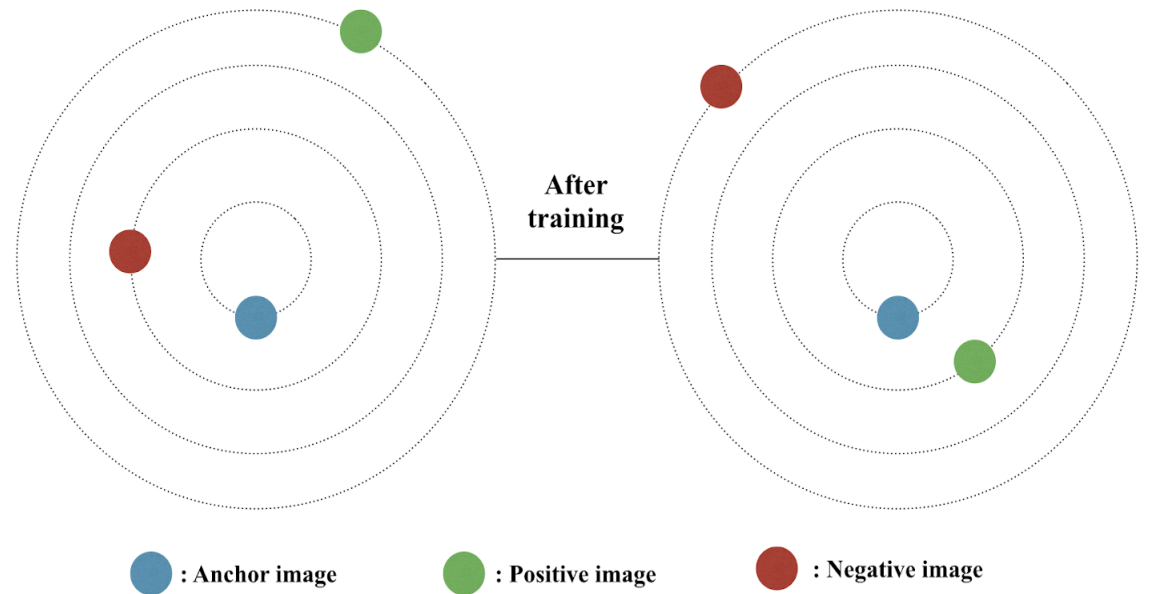 After
training
: Anchor image
: Positive image
: Negative image